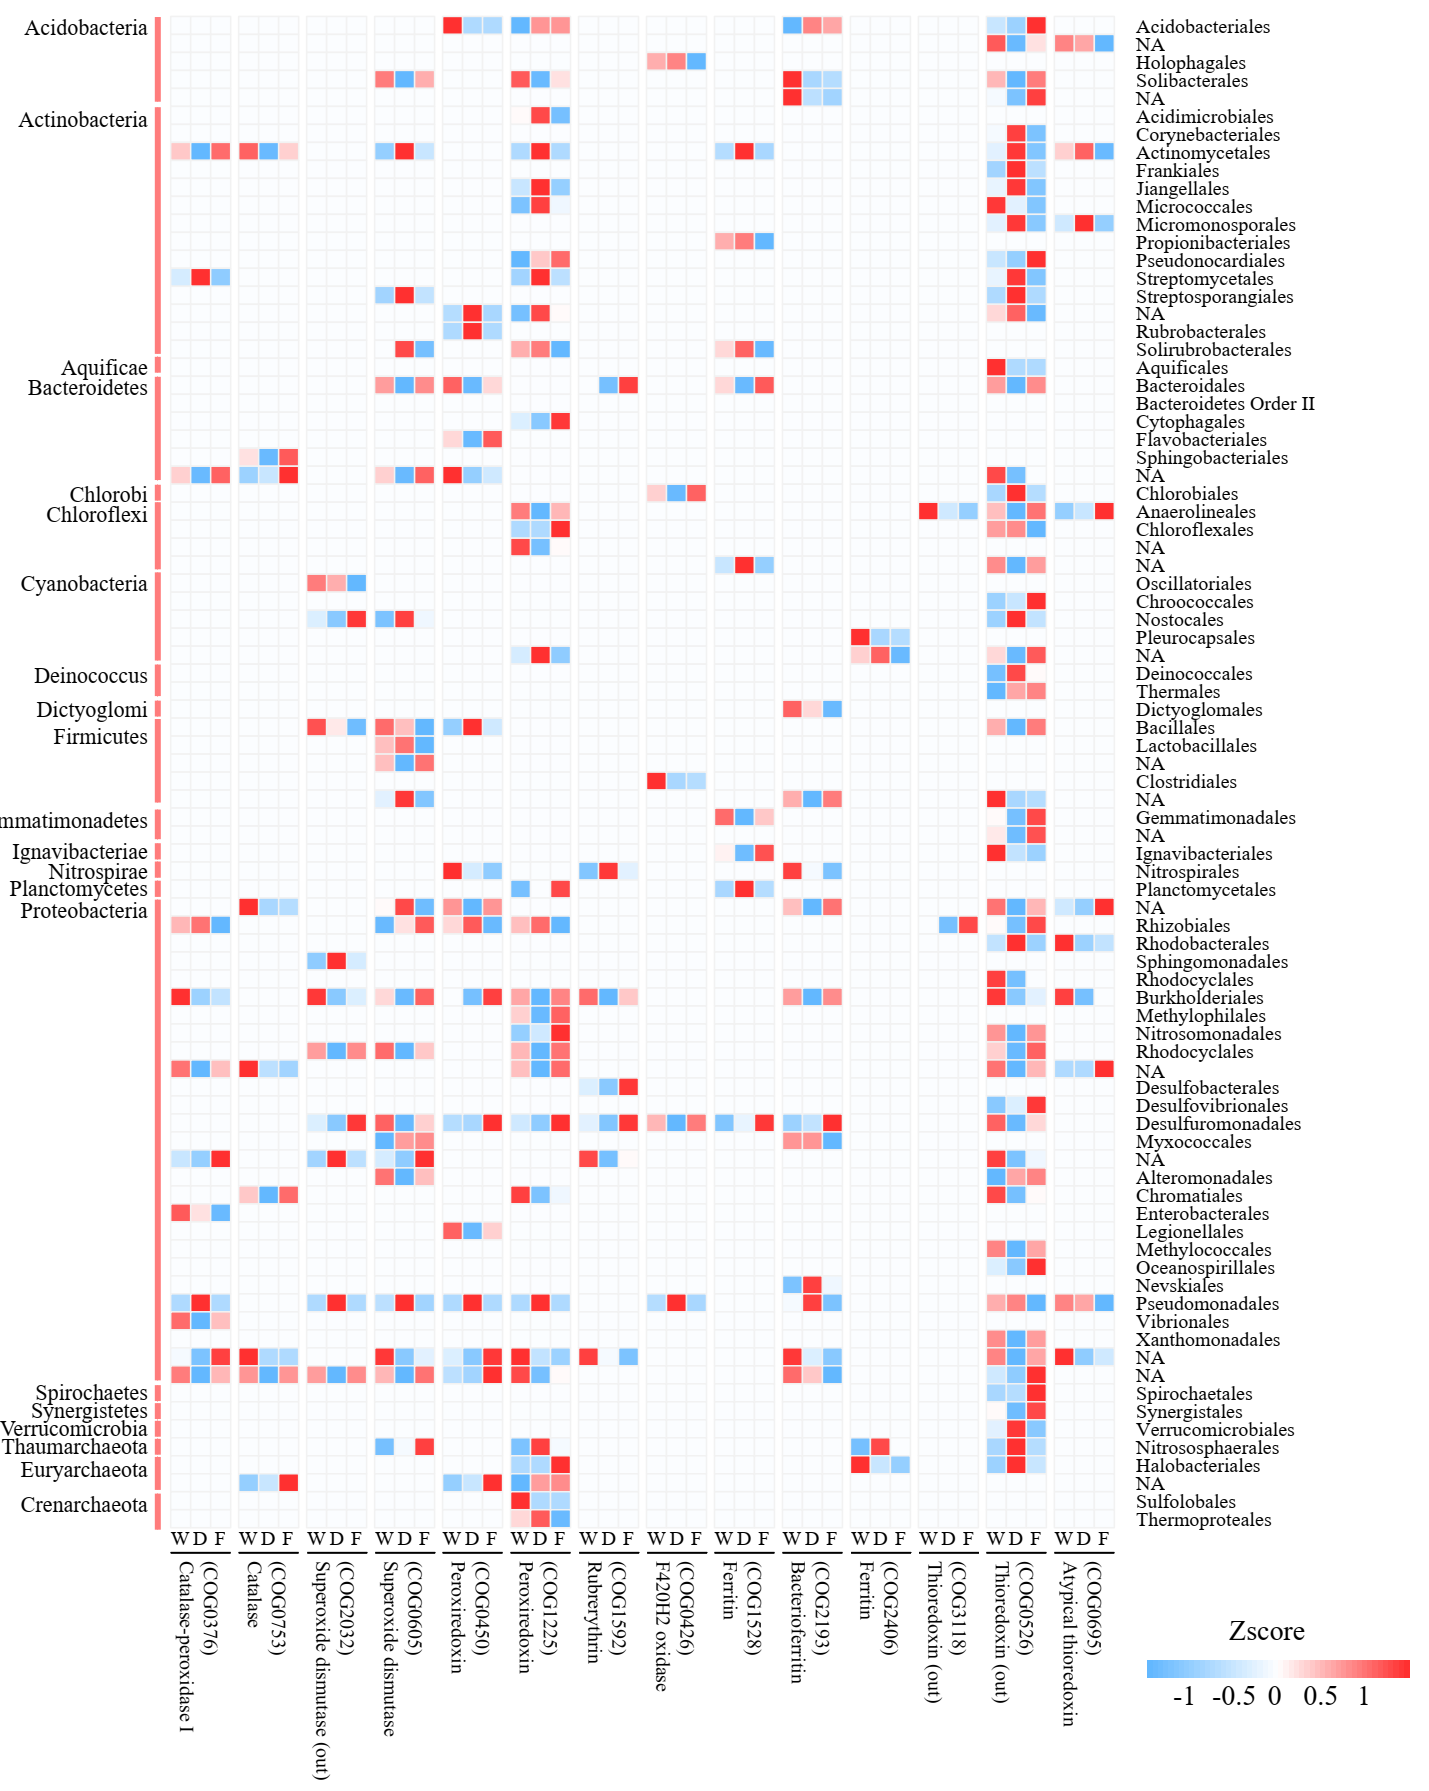 Acidobacteria
Actinobacteria
Aquificae
Bacteroidetes
Chlorobi
Chloroflexi
Cyanobacteria
Deinococcus
Dictyoglomi
Firmicutes
mmatimonadetes
Ignavibacteriae
Nitrospirae
Planctomycetes
Proteobacteria
Spirochaetes
Synergistetes
Verrucomicrobia
Thaumarchaeota
Euryarchaeota
Crenarchaeota
Acidobacteriales
NA
Holophagales
Solibacterales
NA
Acidimicrobiales
Corynebacteriales
Actinomycetales
Frankiales
Jiangellales
Micrococcales
Micromonosporales
Propionibacteriales
Pseudonocardiales
Streptomycetales
Streptosporangiales
NA
Rubrobacterales
Solirubrobacterales
Aquificales
Bacteroidales
Bacteroidetes Order II
Cytophagales
Flavobacteriales
Sphingobacteriales
NA
Chlorobiales
Anaerolineales
Chloroflexales
NA
NA
Oscillatoriales
Chroococcales
Nostocales
Pleurocapsales
NA
Deinococcales
Thermales
Dictyoglomales
Bacillales
Lactobacillales
NA
Clostridiales
NA
Gemmatimonadales
NA
Ignavibacteriales
Nitrospirales
Planctomycetales
NA
Rhizobiales
Rhodobacterales
Sphingomonadales
Rhodocyclales
Burkholderiales
Methylophilales
Nitrosomonadales
Rhodocyclales
NA
Desulfobacterales
Desulfovibrionales
Desulfuromonadales
Myxococcales
NA
Alteromonadales
Chromatiales
Enterobacterales
Legionellales
Methylococcales
Oceanospirillales
Nevskiales
Pseudomonadales
Vibrionales
Xanthomonadales
NA
NA
Spirochaetales
Synergistales
Verrucomicrobiales
Nitrososphaerales
Halobacteriales
NA
Sulfolobales
Thermoproteales
W D F W D F W D F W D F W D F W D F W D F W D F W D F W D F W D F W D F W D F W D F
(COG0376)
Catalase-peroxidase I
(COG0753)
Catalase
(COG2032)
Superoxide dismutase (out)
(COG0605)
Superoxide dismutase
(COG0450)
Peroxiredoxin
(COG1225)
Peroxiredoxin
(COG1592)
Rubrerythrin
(COG0426)
F420H2 oxidase
(COG1528)
Ferritin
(COG2193)
Bacterioferritin
(COG2406)
Ferritin
(COG3118)
Thioredoxin (out)
(COG0526)
Thioredoxin (out)
(COG0695)
Atypical thioredoxin
Zscore
-1 -0.5 0 0.5 1